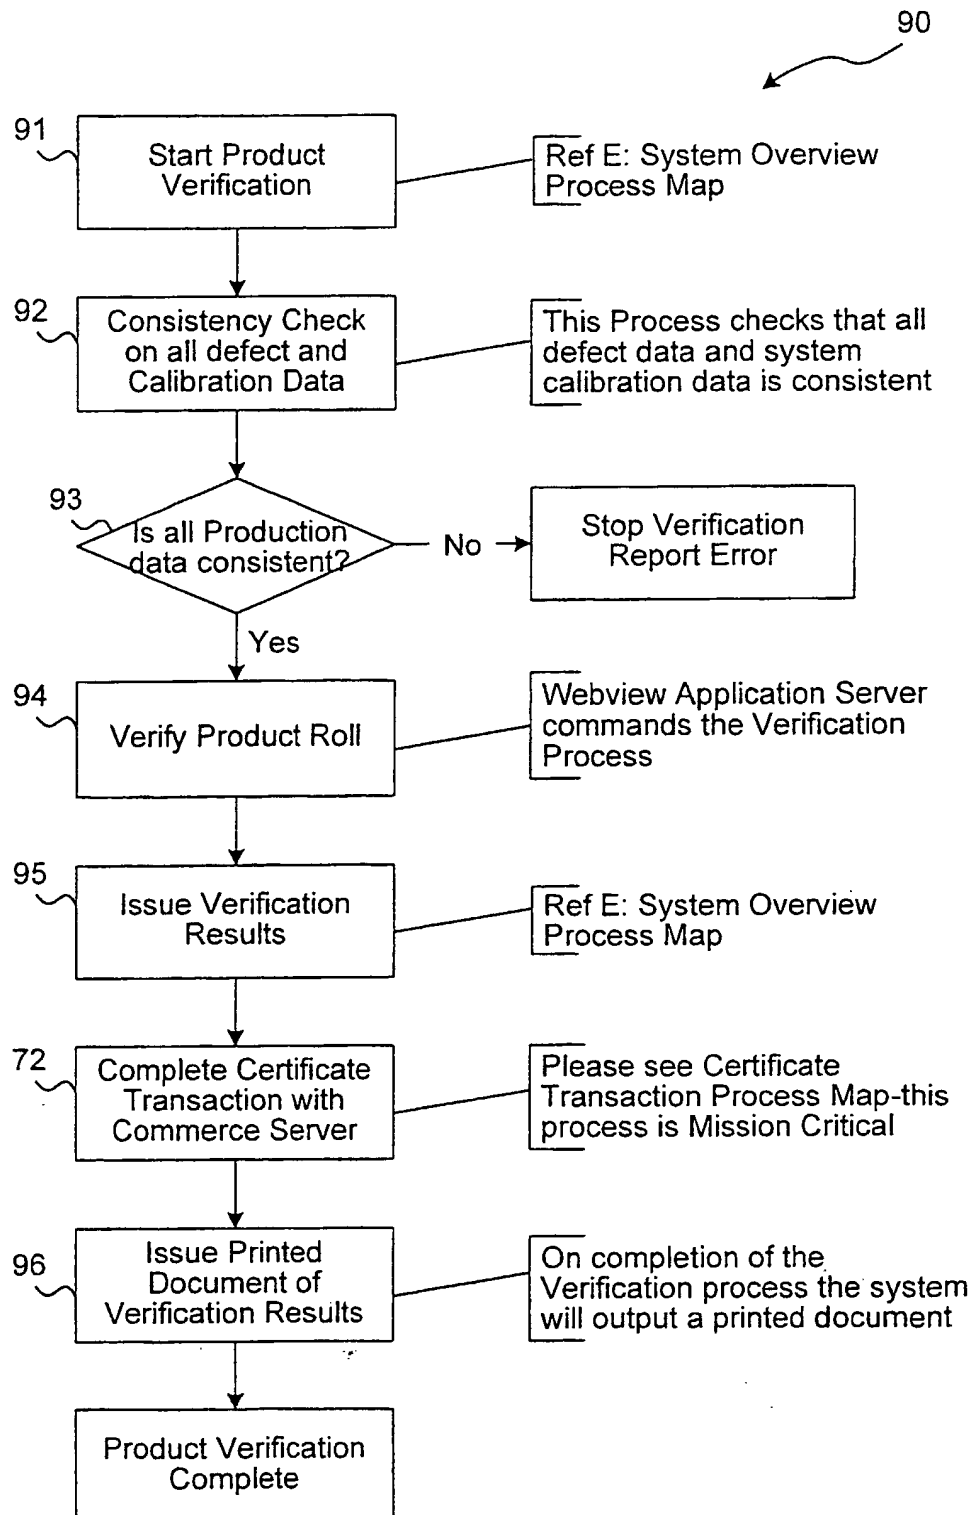 90
91
Start Product
Verification
Ref E: System Overview
Process Map
92
Consistency Check
on all defect and
Calibration Data
This Process checks that all
defect data and system
calibration data is consistent
93
Is all Production
data consistent?
No
Stop Verification
Report Error
Yes
94
Verify Product Roll
Webview Application Server
commands the Verification
Process
95
Issue Verification
Results
Ref E: System Overview
Process Map
72
Complete Certificate
Transaction with
Commerce Server
Please see Certificate
Transaction Process Map-this
process is Mission Critical
96
Issue Printed
Document of
Verification Results
On completion of the
Verification process the system
will output a printed document
Product Verification
Complete